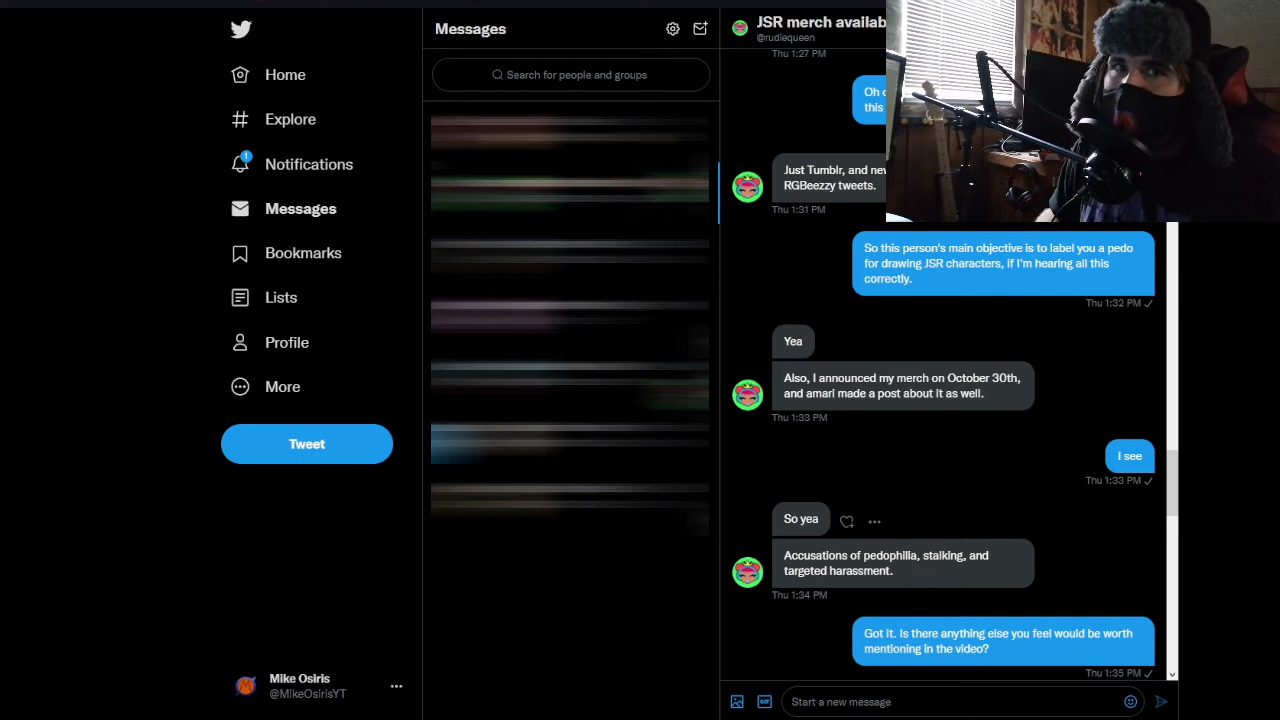 Home
Explore
1
Notifications
Messages
Bookmarks
Lists
Profile
More
Tweet
Mike Osiris
@MikeOsirisYT
Messages
Search for people and groups
JSR merch availab
@rudiequeen
Thu 1:27 PM
Oh
this
Just Tumblr, and
RGBeezzy tweets.
Thu 1:31 PM
So this person's main objective is to label you a pedo
for drawing JSR characters, if I'm hearing all this
correctly.
Thu 1:32 PM
Yea
Also, I announced my merch on October 30th,
and amari made a post about it as well.
Thu 1:33 PM
I see
Thu 1:33 PM
So yea
Accusations of pedophilia, stalking, and
targeted harassment.
Thu 1:34 PM
Got it. Is there anything else you feel would be worth
mentioning in the video?
Thu 1:35 PM
GIF
Start a new message